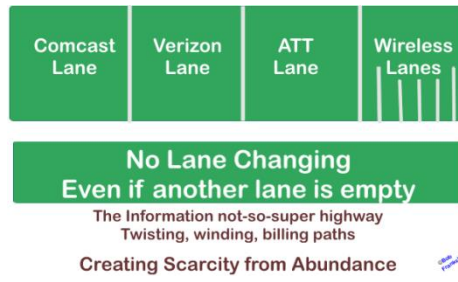 Comcast Lane
Verizon Lane
ATT Lane
Wireless Lanes
No Lane Changing
Even if another lane is empty
The Information not-so-super highway
Twisting, winding, billing paths
Creating Scarcity from Abundance
©Bob